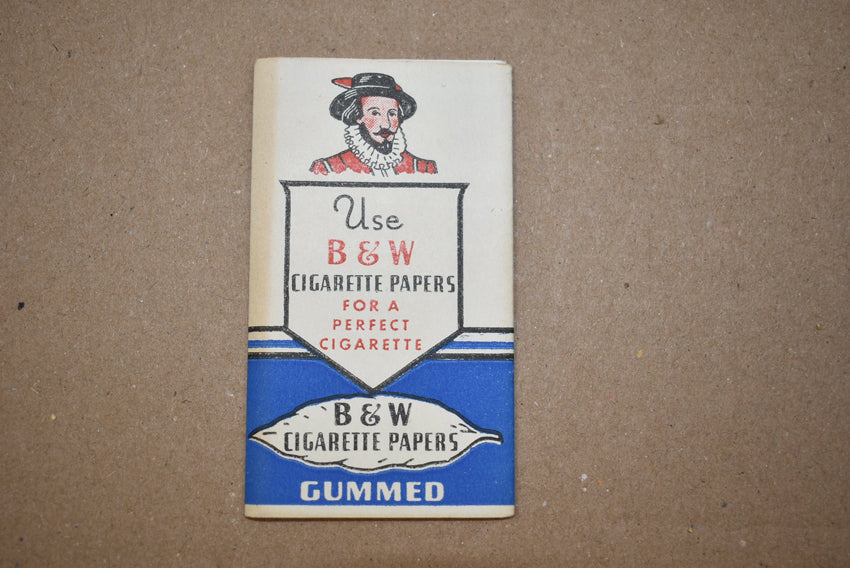 Use
B & W
CIGARETTE PAPERS
FOR A
PERFECT
CIGARETTE
B & W
CIGARETTE PAPERS
GUMMED